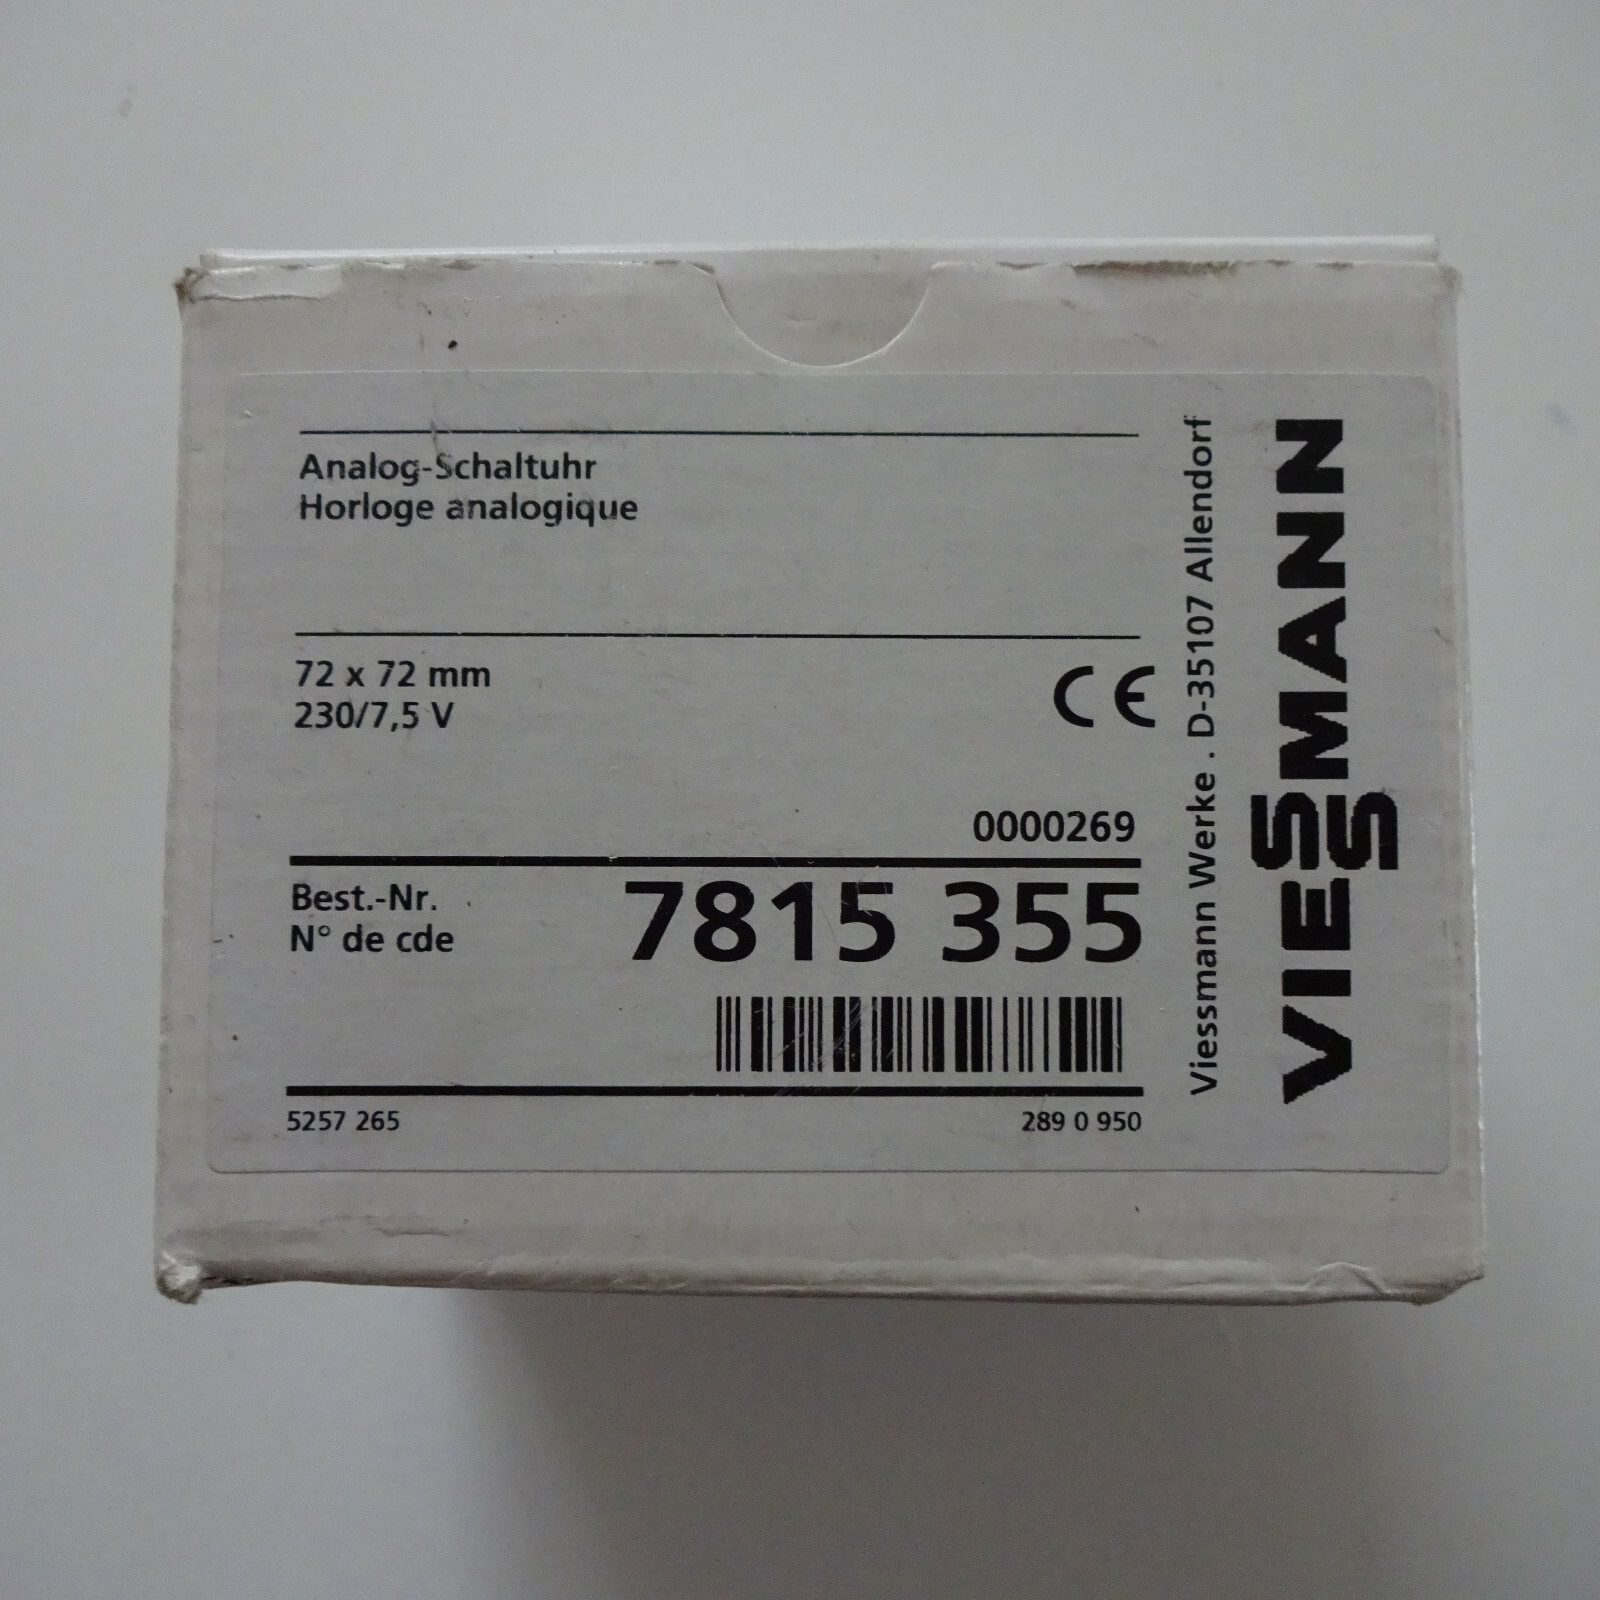 Analog-Schaltuhr
Horloge analogique
72 x 72 mm
230/7,5 V
CE
0000269
Best.-Nr.
N° de cde
7815 355
5257 265
289 0 950
Viessmann Werke . D-35107 Allendorf
VIESSMANN